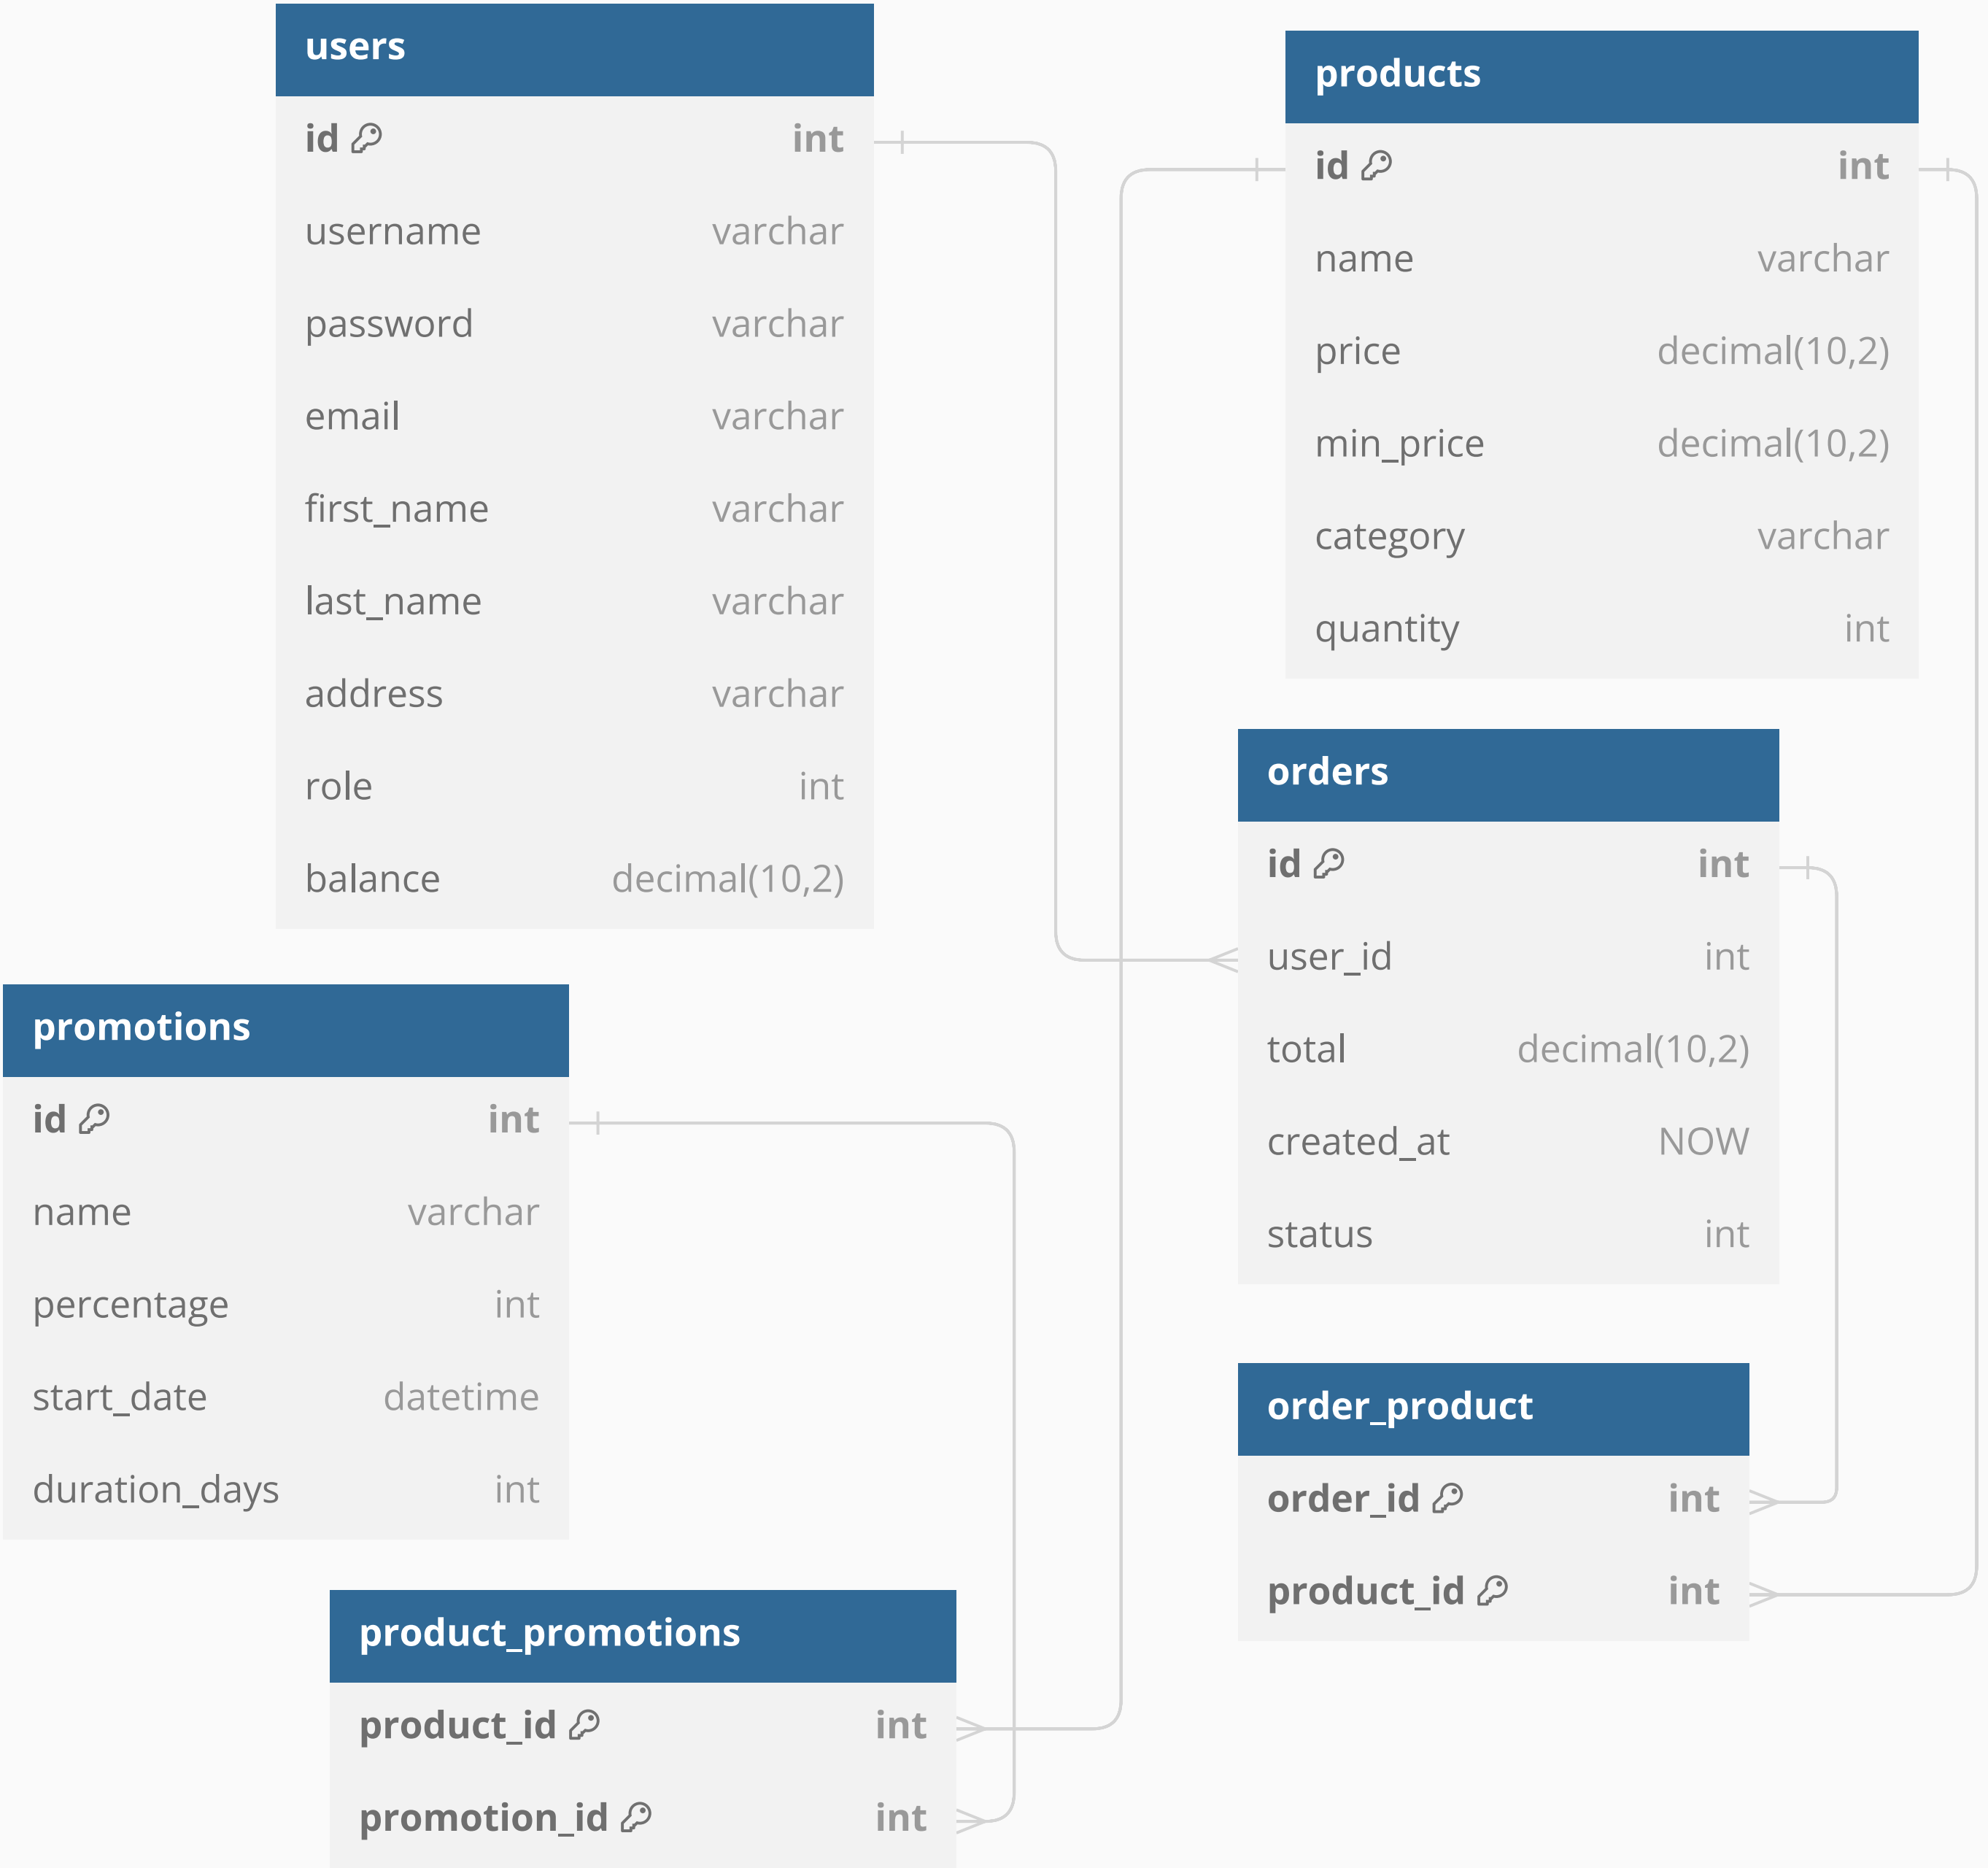 users
id int
username varchar
password varchar
email varchar
first_name varchar
last_name varchar
address varchar
role int
balance decimal(10,2)
products
id int
name varchar
price decimal(10,2)
min_price decimal(10,2)
category varchar
quantity int
orders
id int
user_id int
total decimal(10,2)
created_at NOW
status int
promotions
id int
name varchar
percentage int
start_date datetime
duration_days int
order_product
order_id int
product_id int
product_promotions
product_id int
promotion_id int